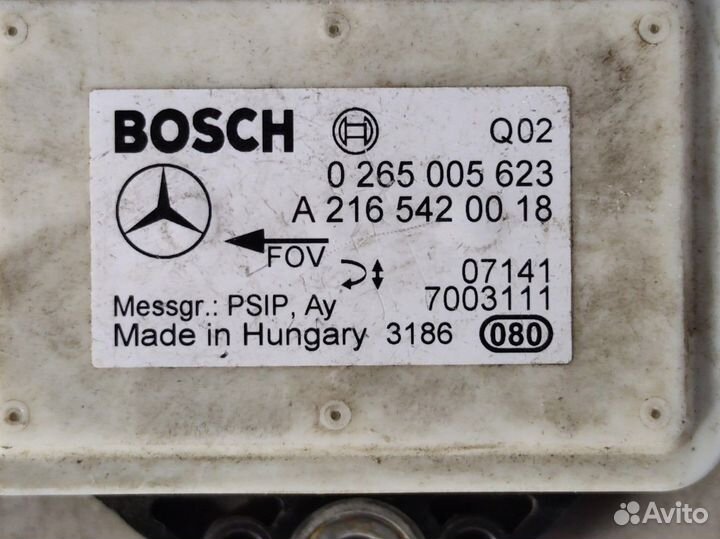 BOSCH Q02
0 265 005 623
A 216 542 00 18
FOV
07141
Messgr.: PSIP, Ay 7003111
Made in Hungary 3186 080
Avito